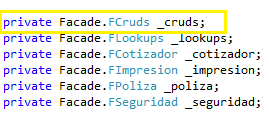 private Facade.FCruds _cruds;
private Facade.FLookups _lookups;
private Facade.FCotizador _cotizador;
private Facade.FImpresion _impresion;
private Facade.FPoliza _poliza;
private Facade.FSeguridad _seguridad;